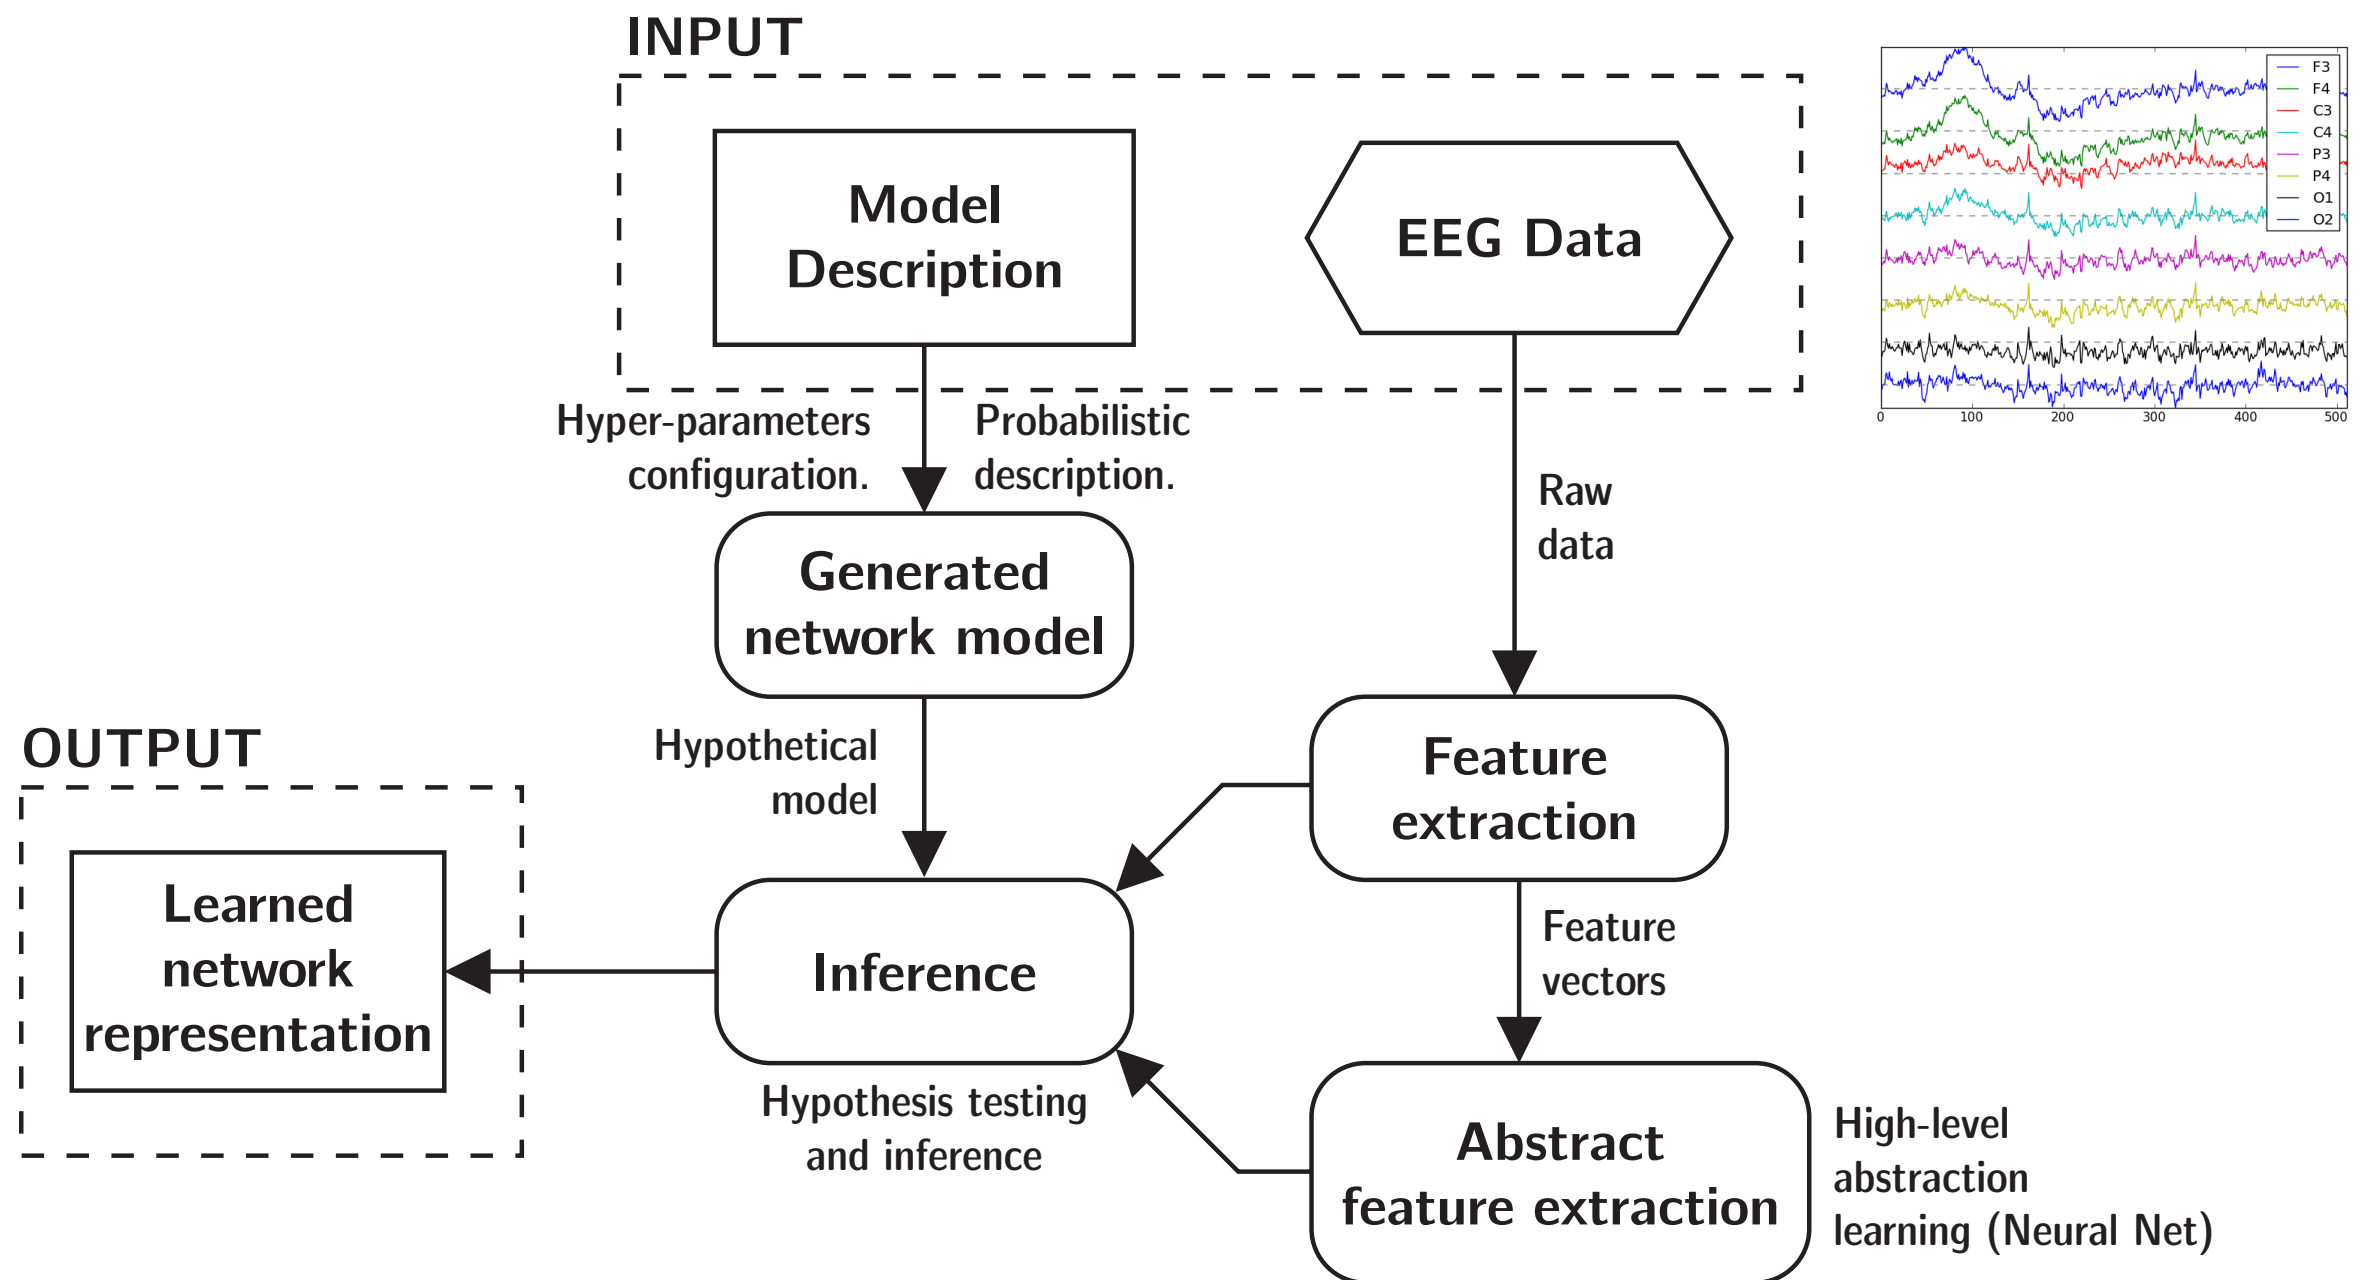 INPUT
Model
Description
EEG Data
F3
F4
C3
C4
P3
P4
O1
O2
0 100 200 300 400 500
Hyper-parameters
configuration.
Probabilistic
description.
Raw
data
Generated
network model
Hypothetical
model
Feature
extraction
OUTPUT
Learned
network
representation
Inference
Hypothesis testing
and inference
Feature
vectors
Abstract
feature extraction
High-level
abstraction
learning (Neural Net)